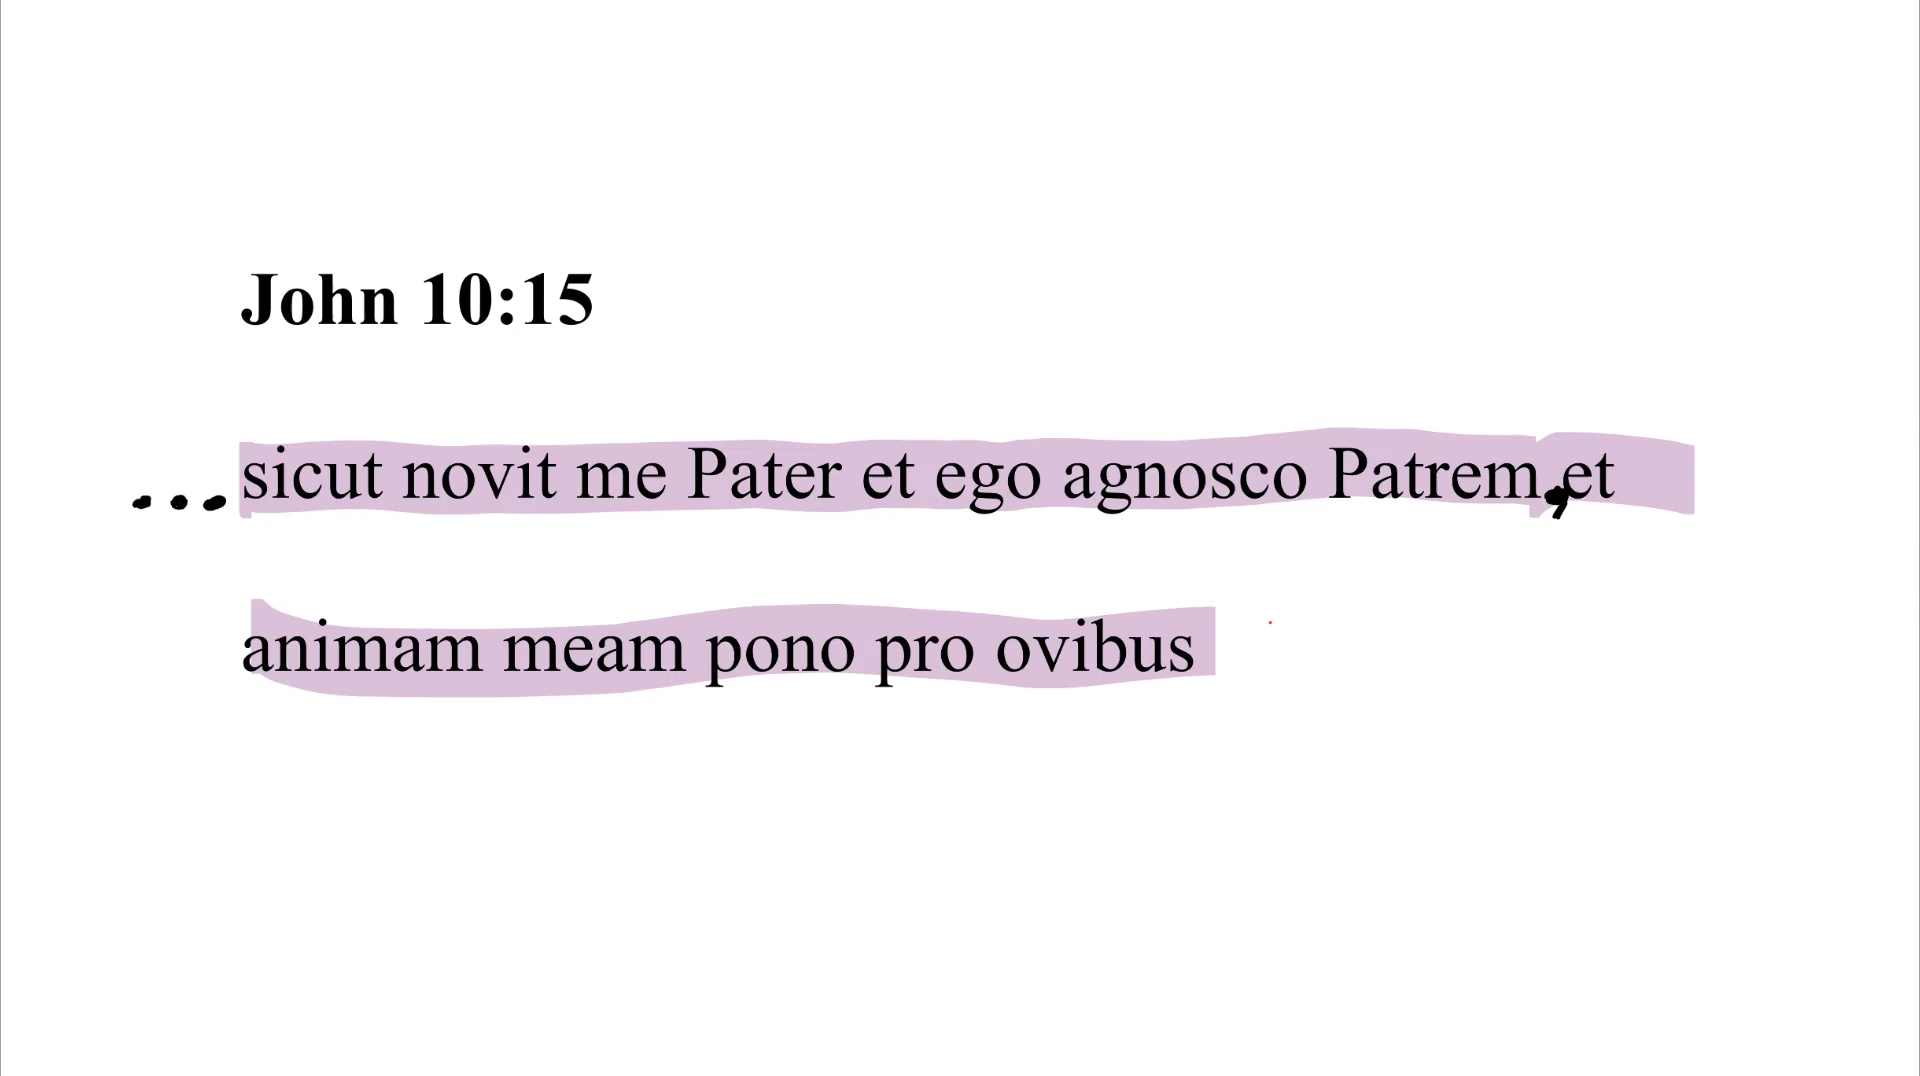 John 10:15
...sicut novit me Pater et ego agnosco Patrem, et
animam meam pono pro ovibus